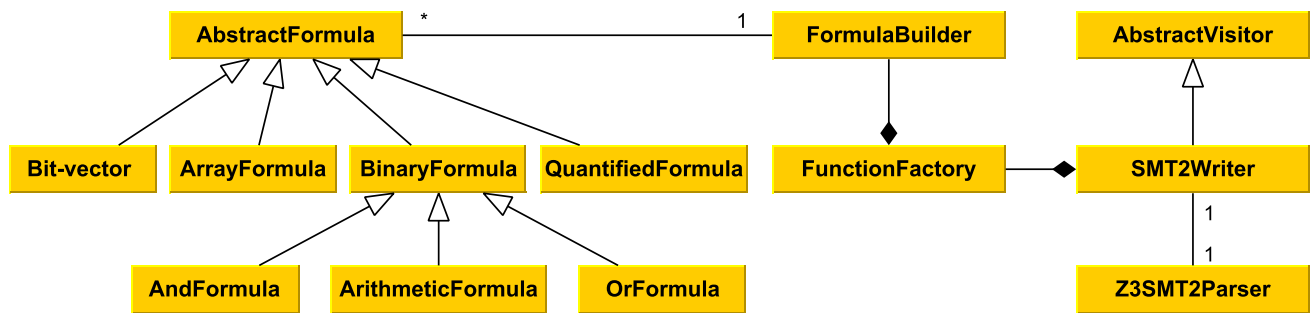 AbstractFormula
*
1
FormulaBuilder
AbstractVisitor
Bit-vector
ArrayFormula
BinaryFormula
QuantifiedFormula
FunctionFactory
SMT2Writer
1
1
AndFormula
ArithmeticFormula
OrFormula
Z3SMT2Parser